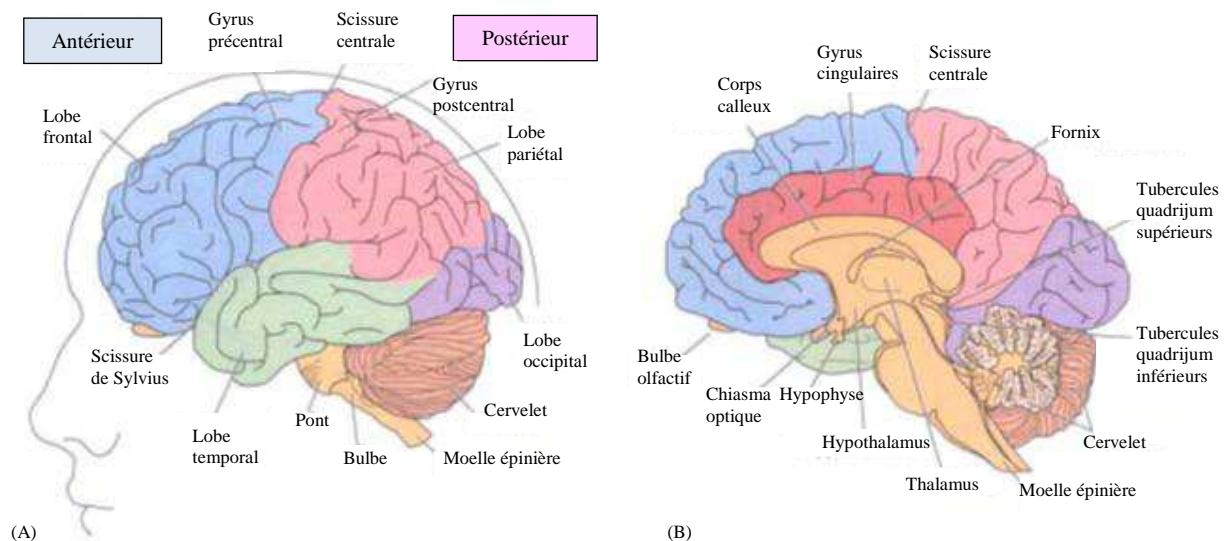 Antérieur
Gyrus
précentral
Scissure
centrale
Postérieur
Lobe
frontal
Gyrus
postcentral
Lobe
pariétal
Scissure
de Sylvius
Lobe
temporal
Pont
Bulbe
Moelle épinière
Cervelet
Lobe
occipital
(A)
Corps
calleux
Gyrus
cingulaires
Scissure
centrale
Fornix
Tubercules
quadrijum
supérieurs
Tubercules
quadrijum
inférieurs
Bulbe
olfactif
Chiasma
optique
Hypophyse
Hypothalamus
Thalamus
Moelle épinière
Cervelet
(B)